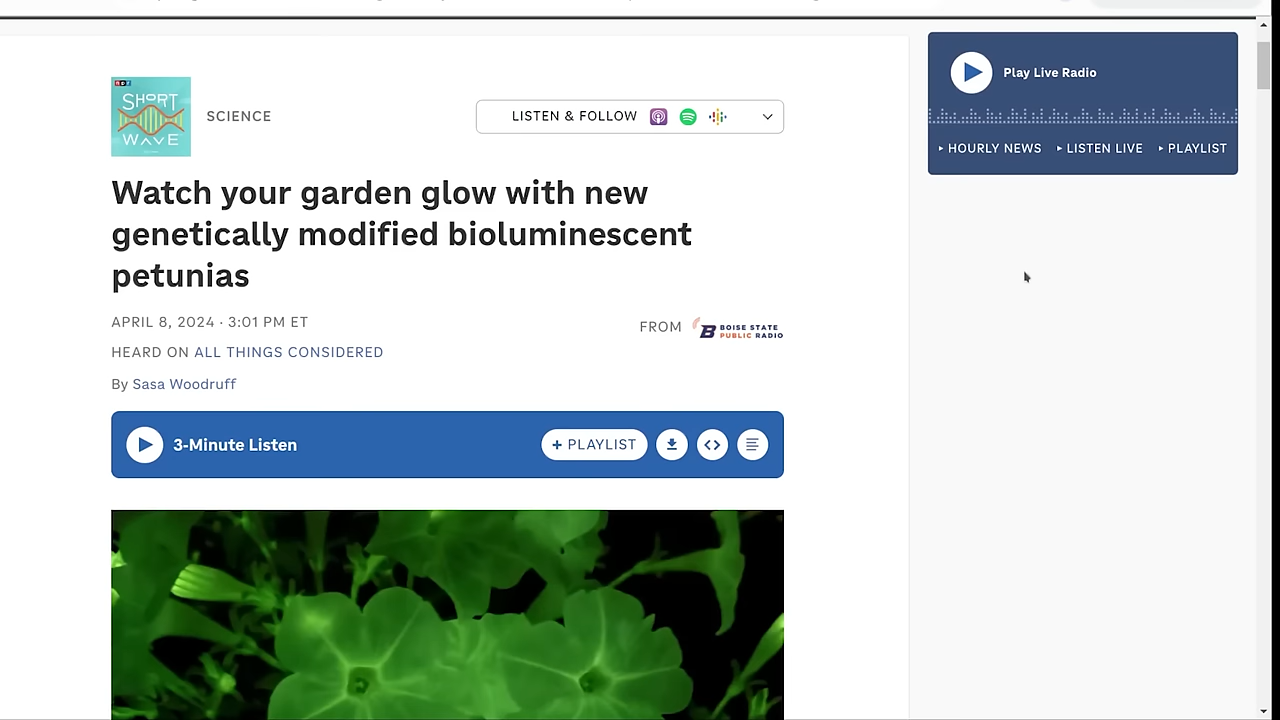 npr
SHORT
WAVE
SCIENCE
LISTEN & FOLLOW
Play Live Radio
HOURLY NEWS
LISTEN LIVE
PLAYLIST
Watch your garden glow with new
genetically modified bioluminescent
petunias
APRIL 8, 2024 · 3:01 PM ET
FROM
B BOISE STATE
PUBLIC RADIO
HEARD ON ALL THINGS CONSIDERED
By Sasa Woodruff
3-Minute Listen
+ PLAYLIST